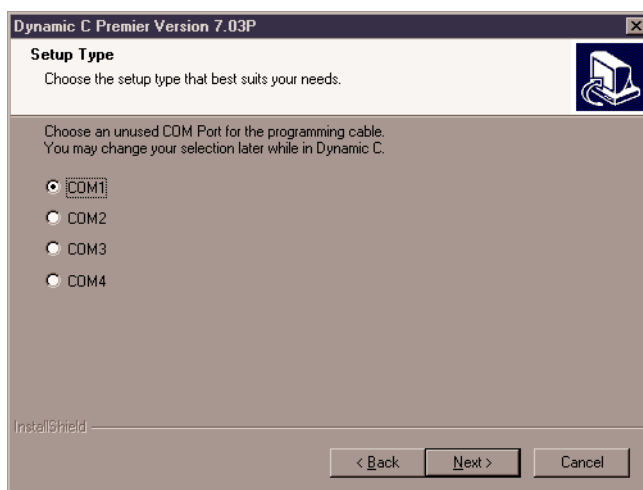 Dynamic C Premier Version 7.03P
Setup Type
Choose the setup type that best suits your needs.
Choose an unused COM Port for the programming cable.
You may change your selection later while in Dynamic C.
COM1
COM2
COM3
COM4
InstallShield
< Back Next > Cancel